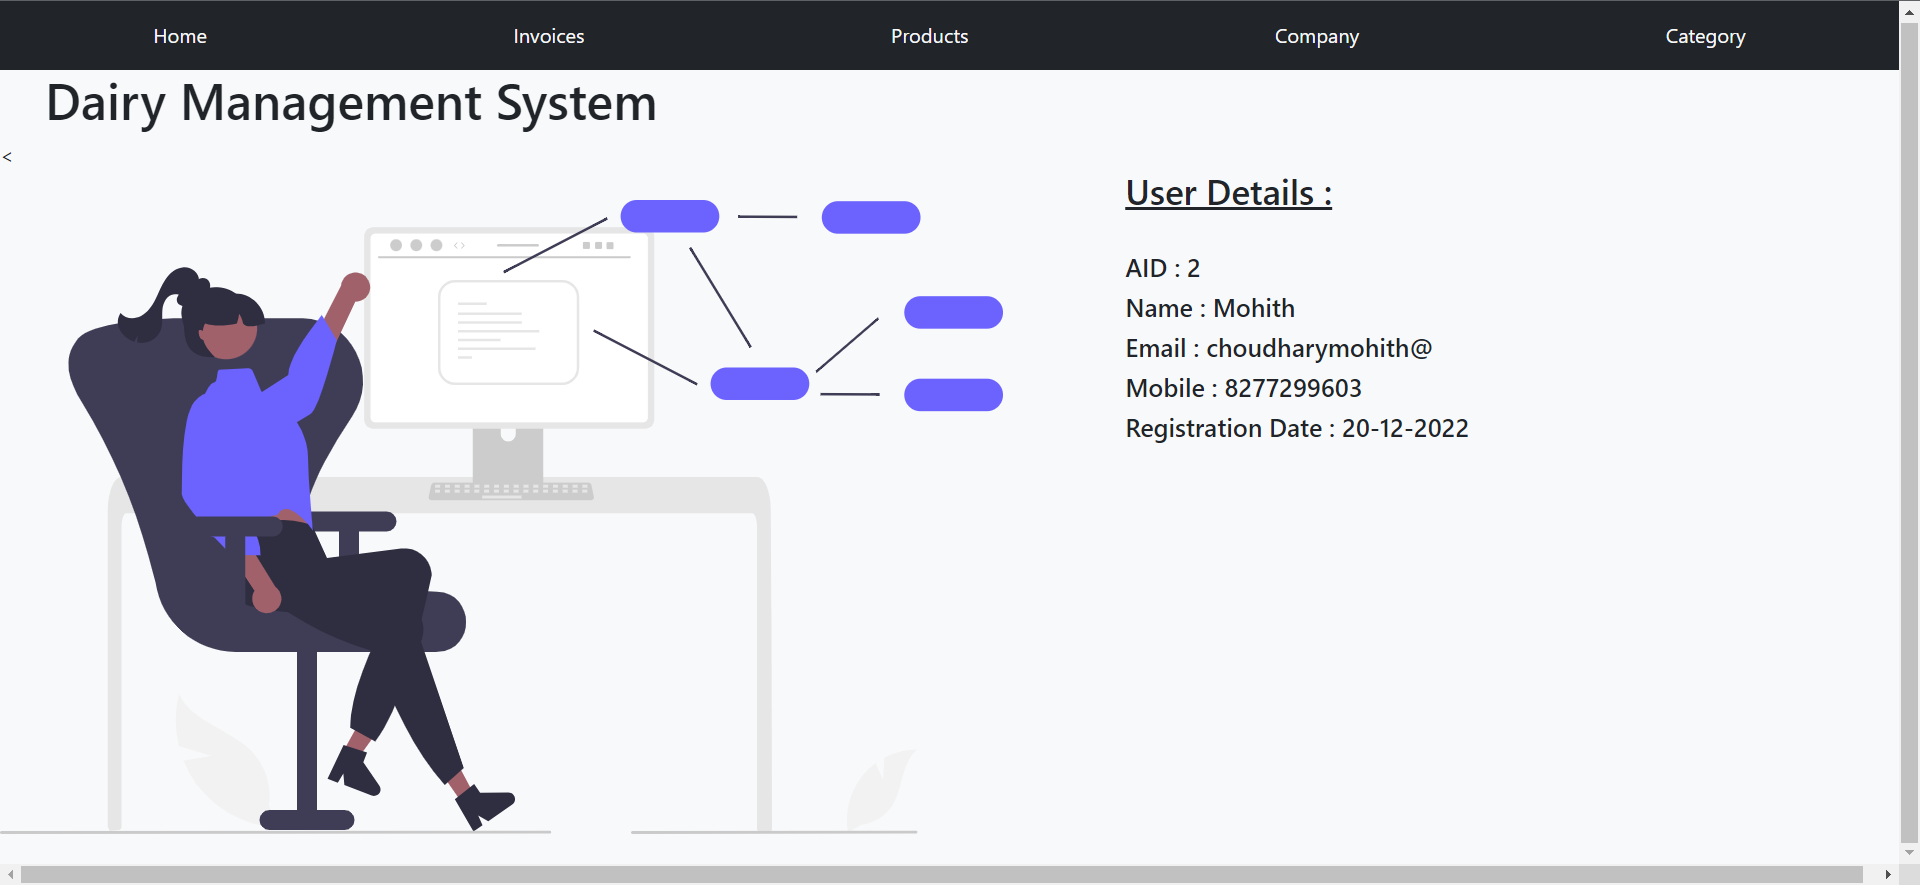 Home Invoices Products Company Category
Dairy Management System
<
User Details :
AID : 2
Name : Mohith
Email : choudharymohith@
Mobile : 8277299603
Registration Date : 20-12-2022